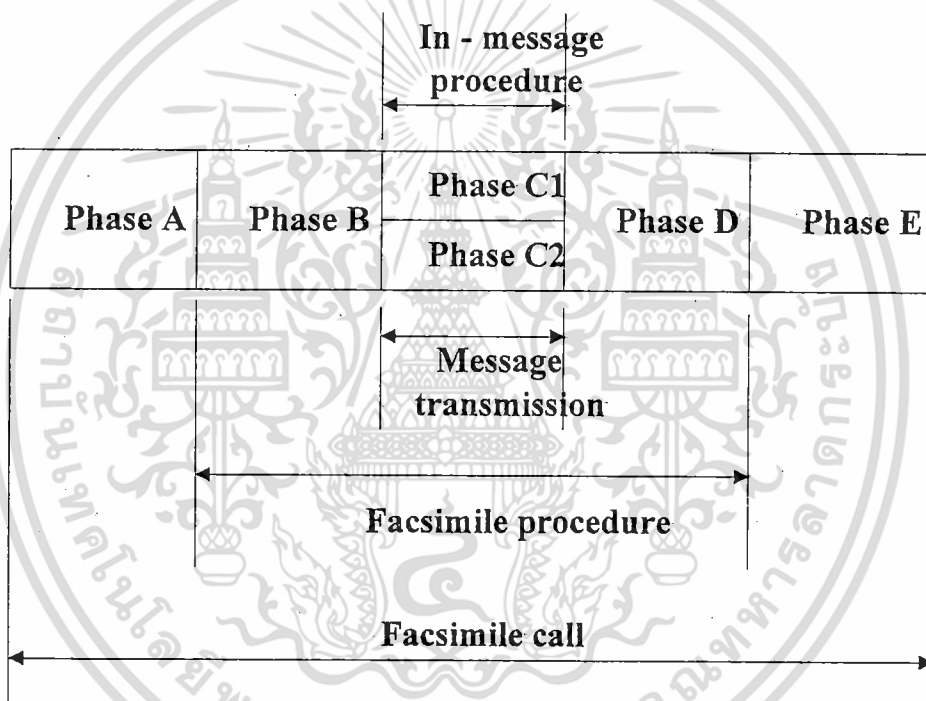 In - message
procedure
Phase A
Phase B
Phase C1
Phase C2
Phase D
Phase E
Message
transmission
Facsimile procedure
Facsimile call